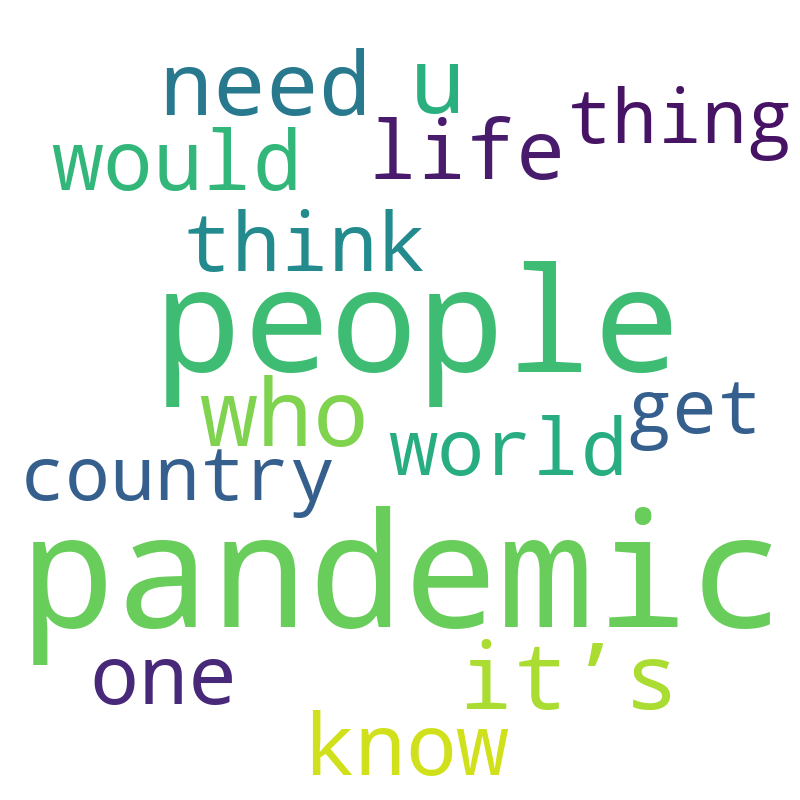 need u
thing
would life
think
people
who
get
world
country
pandemic
one it’s
know